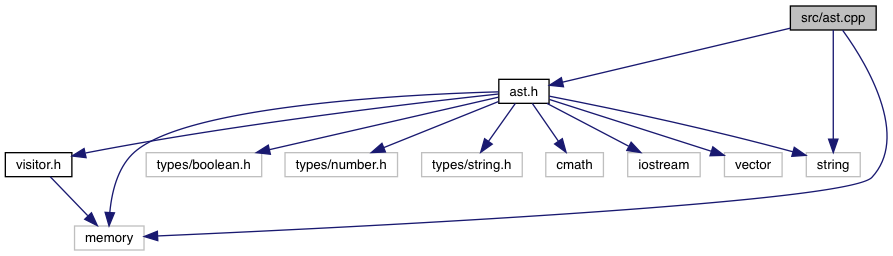 src/ast.cpp
ast.h
visitor.h
types/boolean.h
types/number.h
types/string.h
cmath
iostream
vector
string
memory